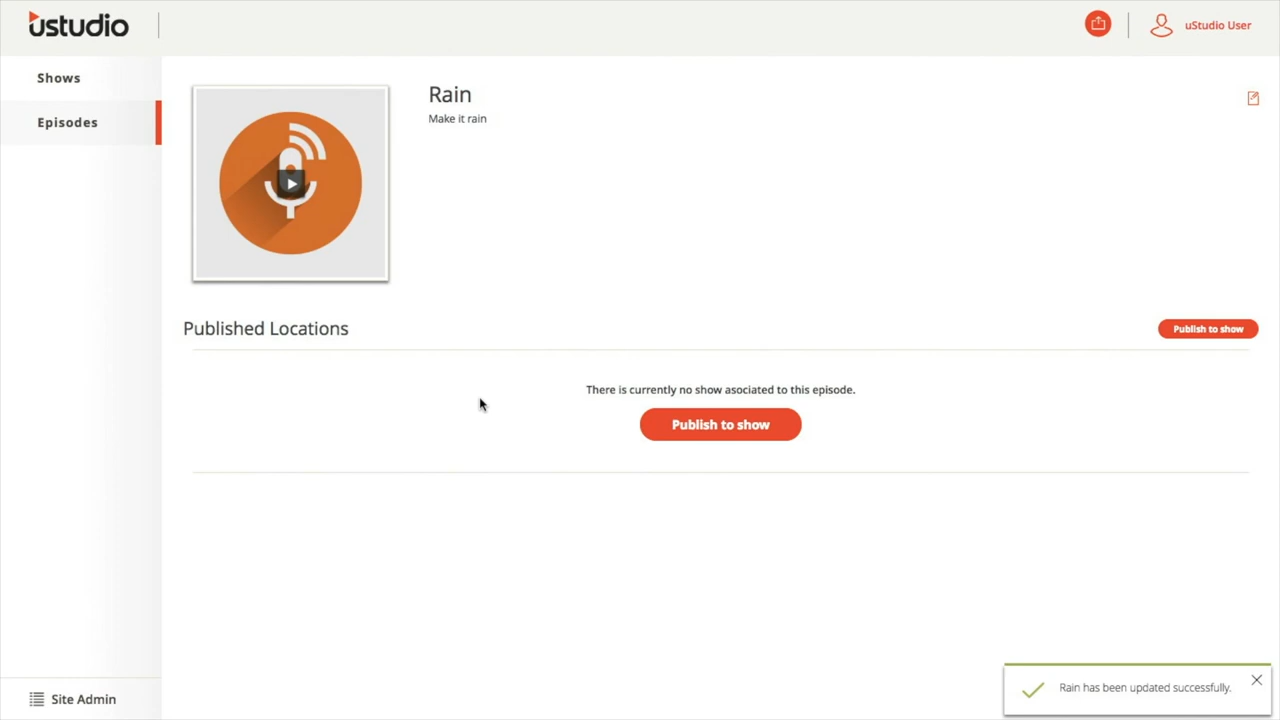 ustudio
uStudio User
Shows
Episodes
Rain
Make it rain
Published Locations
Publish to show
There is currently no show asociated to this episode.
Publish to show
Site Admin
Rain has been updated successfully.